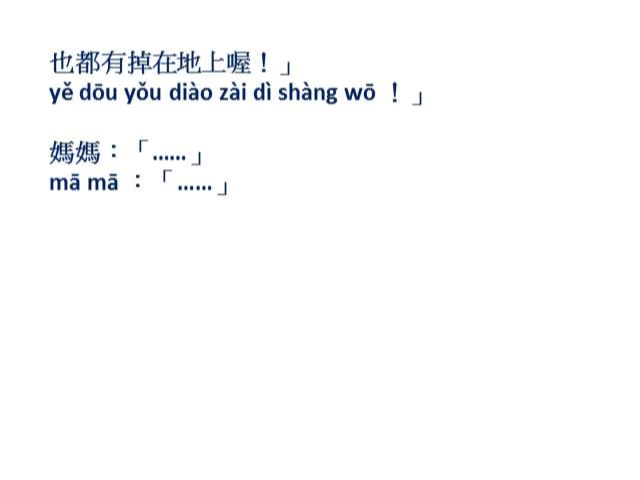 也都有掉在地上喔！」
yě dōu yǒu diào zài dì shàng wō ！」
媽媽：「……」
mā mā ：「……」